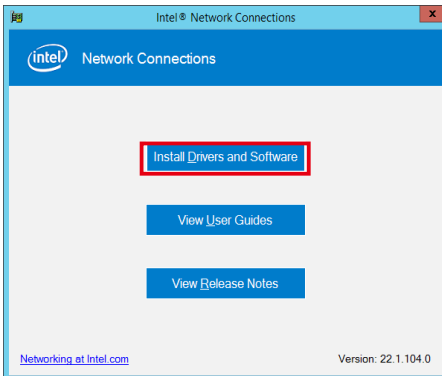 Intel® Network Connections
x
intel Network Connections
Install Drivers and Software
View User Guides
View Release Notes
Networking at Intel.com Version: 22.1.104.0